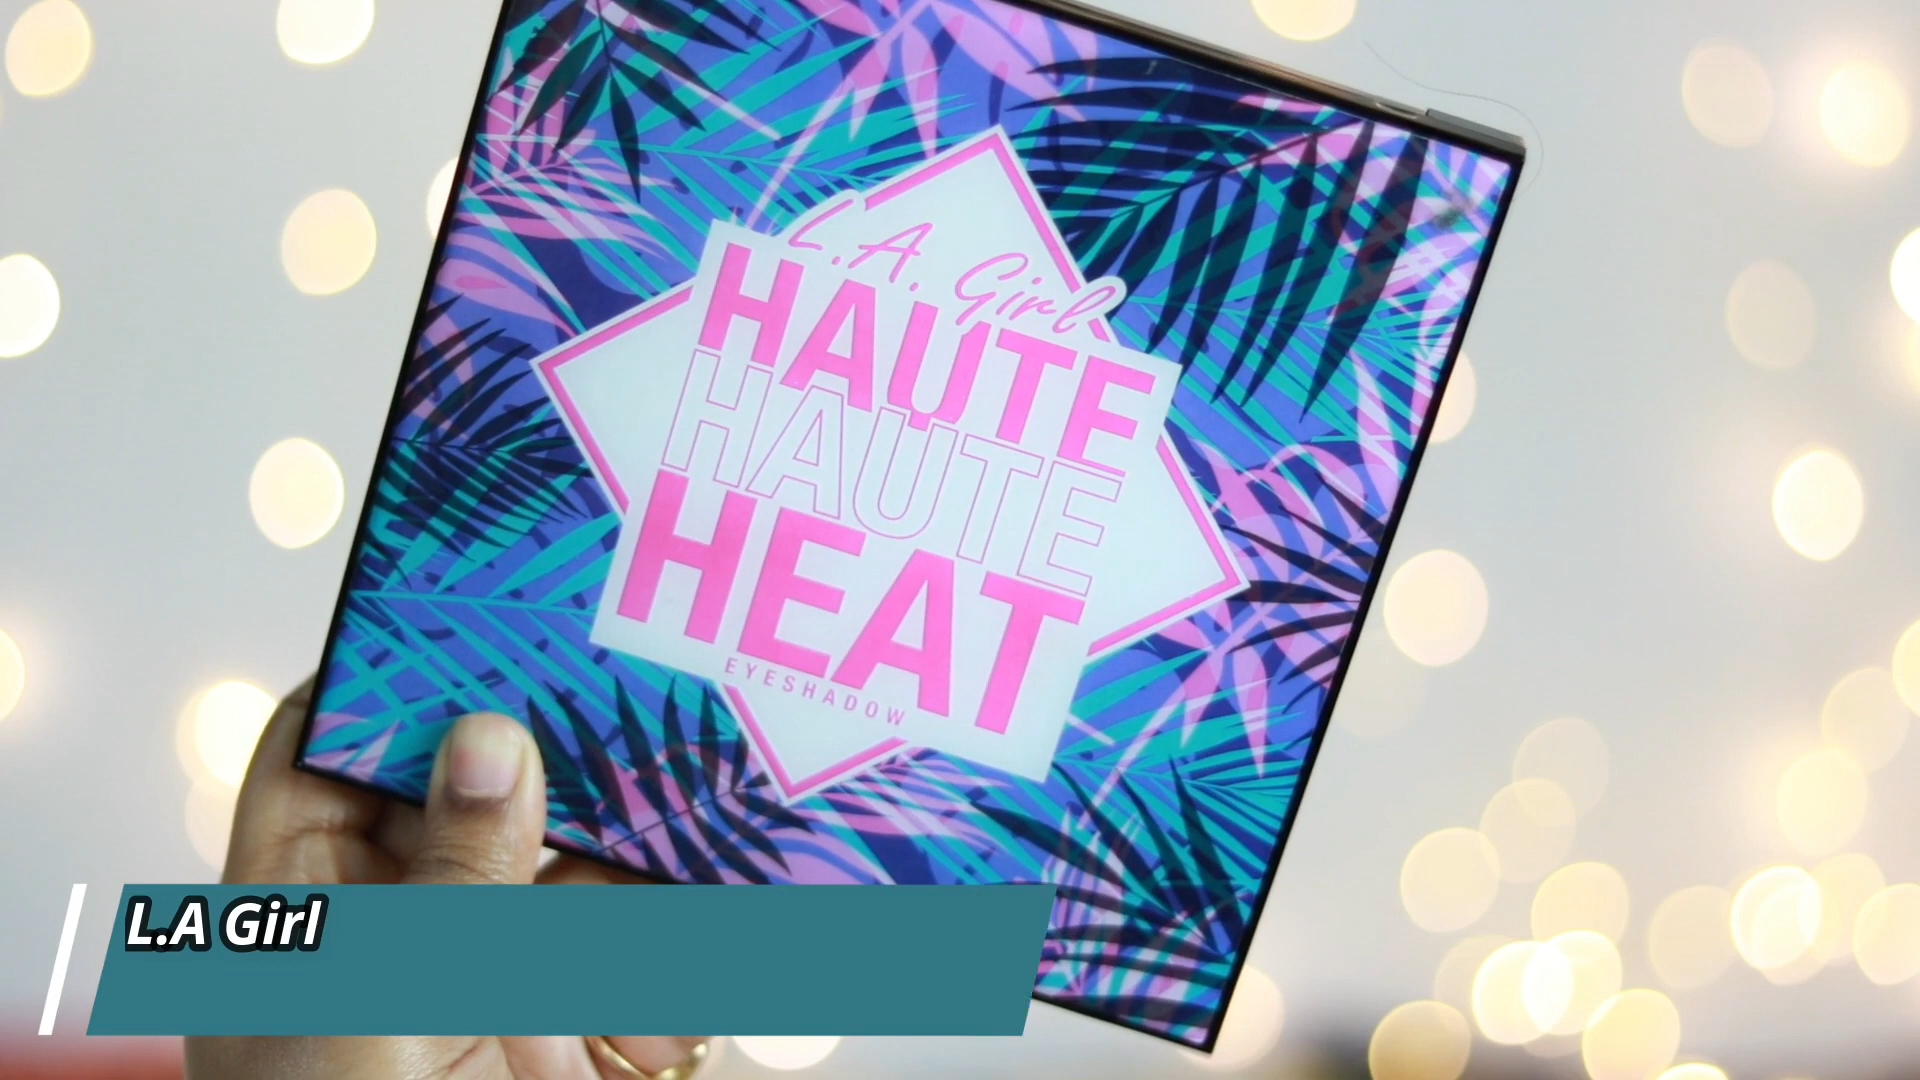 L.A. Girl
HAUTE
HAUTE
HEAT
EYESHADOW
L.A Girl